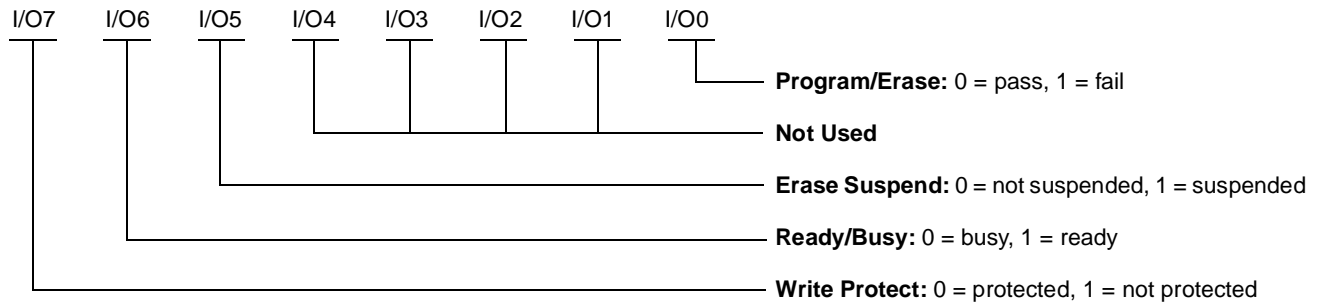 I/O7 I/O6 I/O5 I/O4 I/O3 I/O2 I/O1 I/O0
Program/Erase: 0 = pass, 1 = fail
Not Used
Erase Suspend: 0 = not suspended, 1 = suspended
Ready/Busy: 0 = busy, 1 = ready
Write Protect: 0 = protected, 1 = not protected